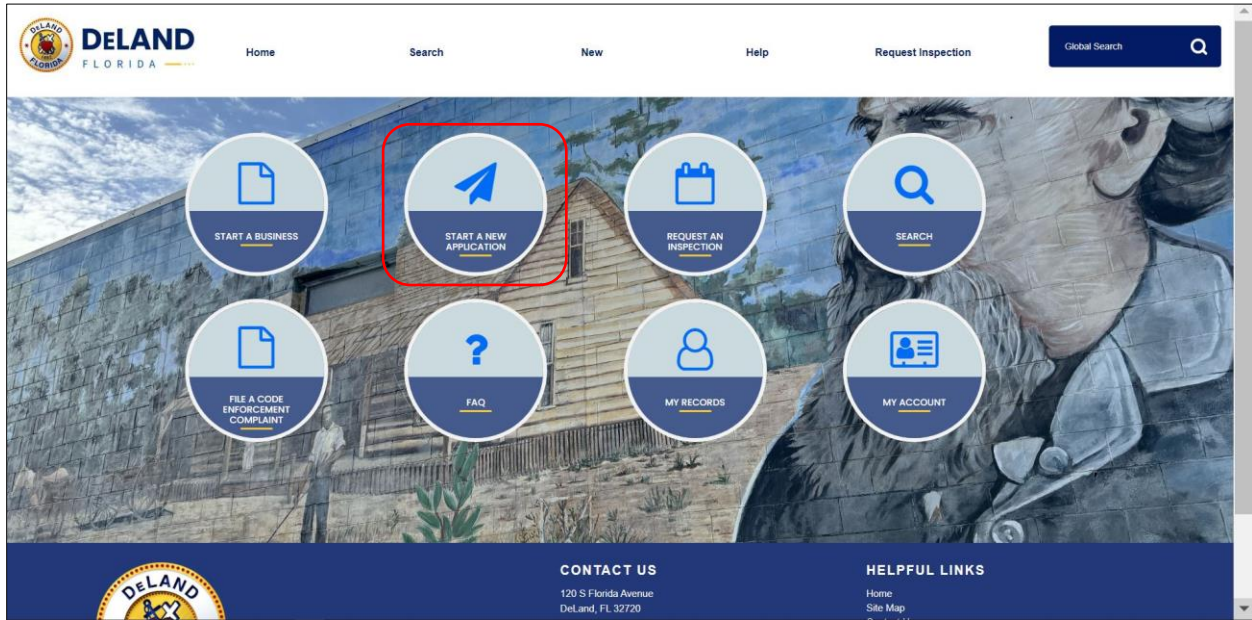 DELAND
FLORIDA
Home
Search
New
Help
Request Inspection
Global Search
START A BUSINESS
START A NEW
APPLICATION
REQUEST AN
INSPECTION
SEARCH
FILE A CODE
ENFORCEMENT
COMPLAINT
FAQ
MY RECORDS
MY ACCOUNT
DELAND
CONTACT US
120 S Florida Avenue
DeLand, FL 32720
HELPFUL LINKS
Home
Site Map